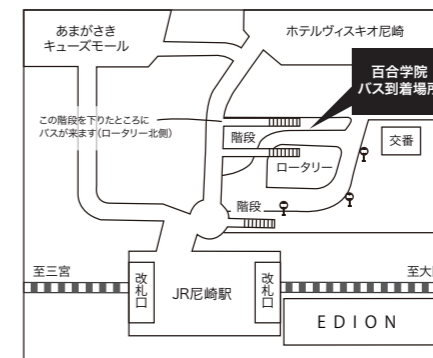 あまがさき
キューズモール
ホテルヴィスキオ尼崎
百合学院
バス到着場所
この階段を下りたところに
バスが来ます(ロータリー北側)
階段
交番
ロータリー
階段
至三宮
改札口
JR尼崎駅
改札口
至大
EDION